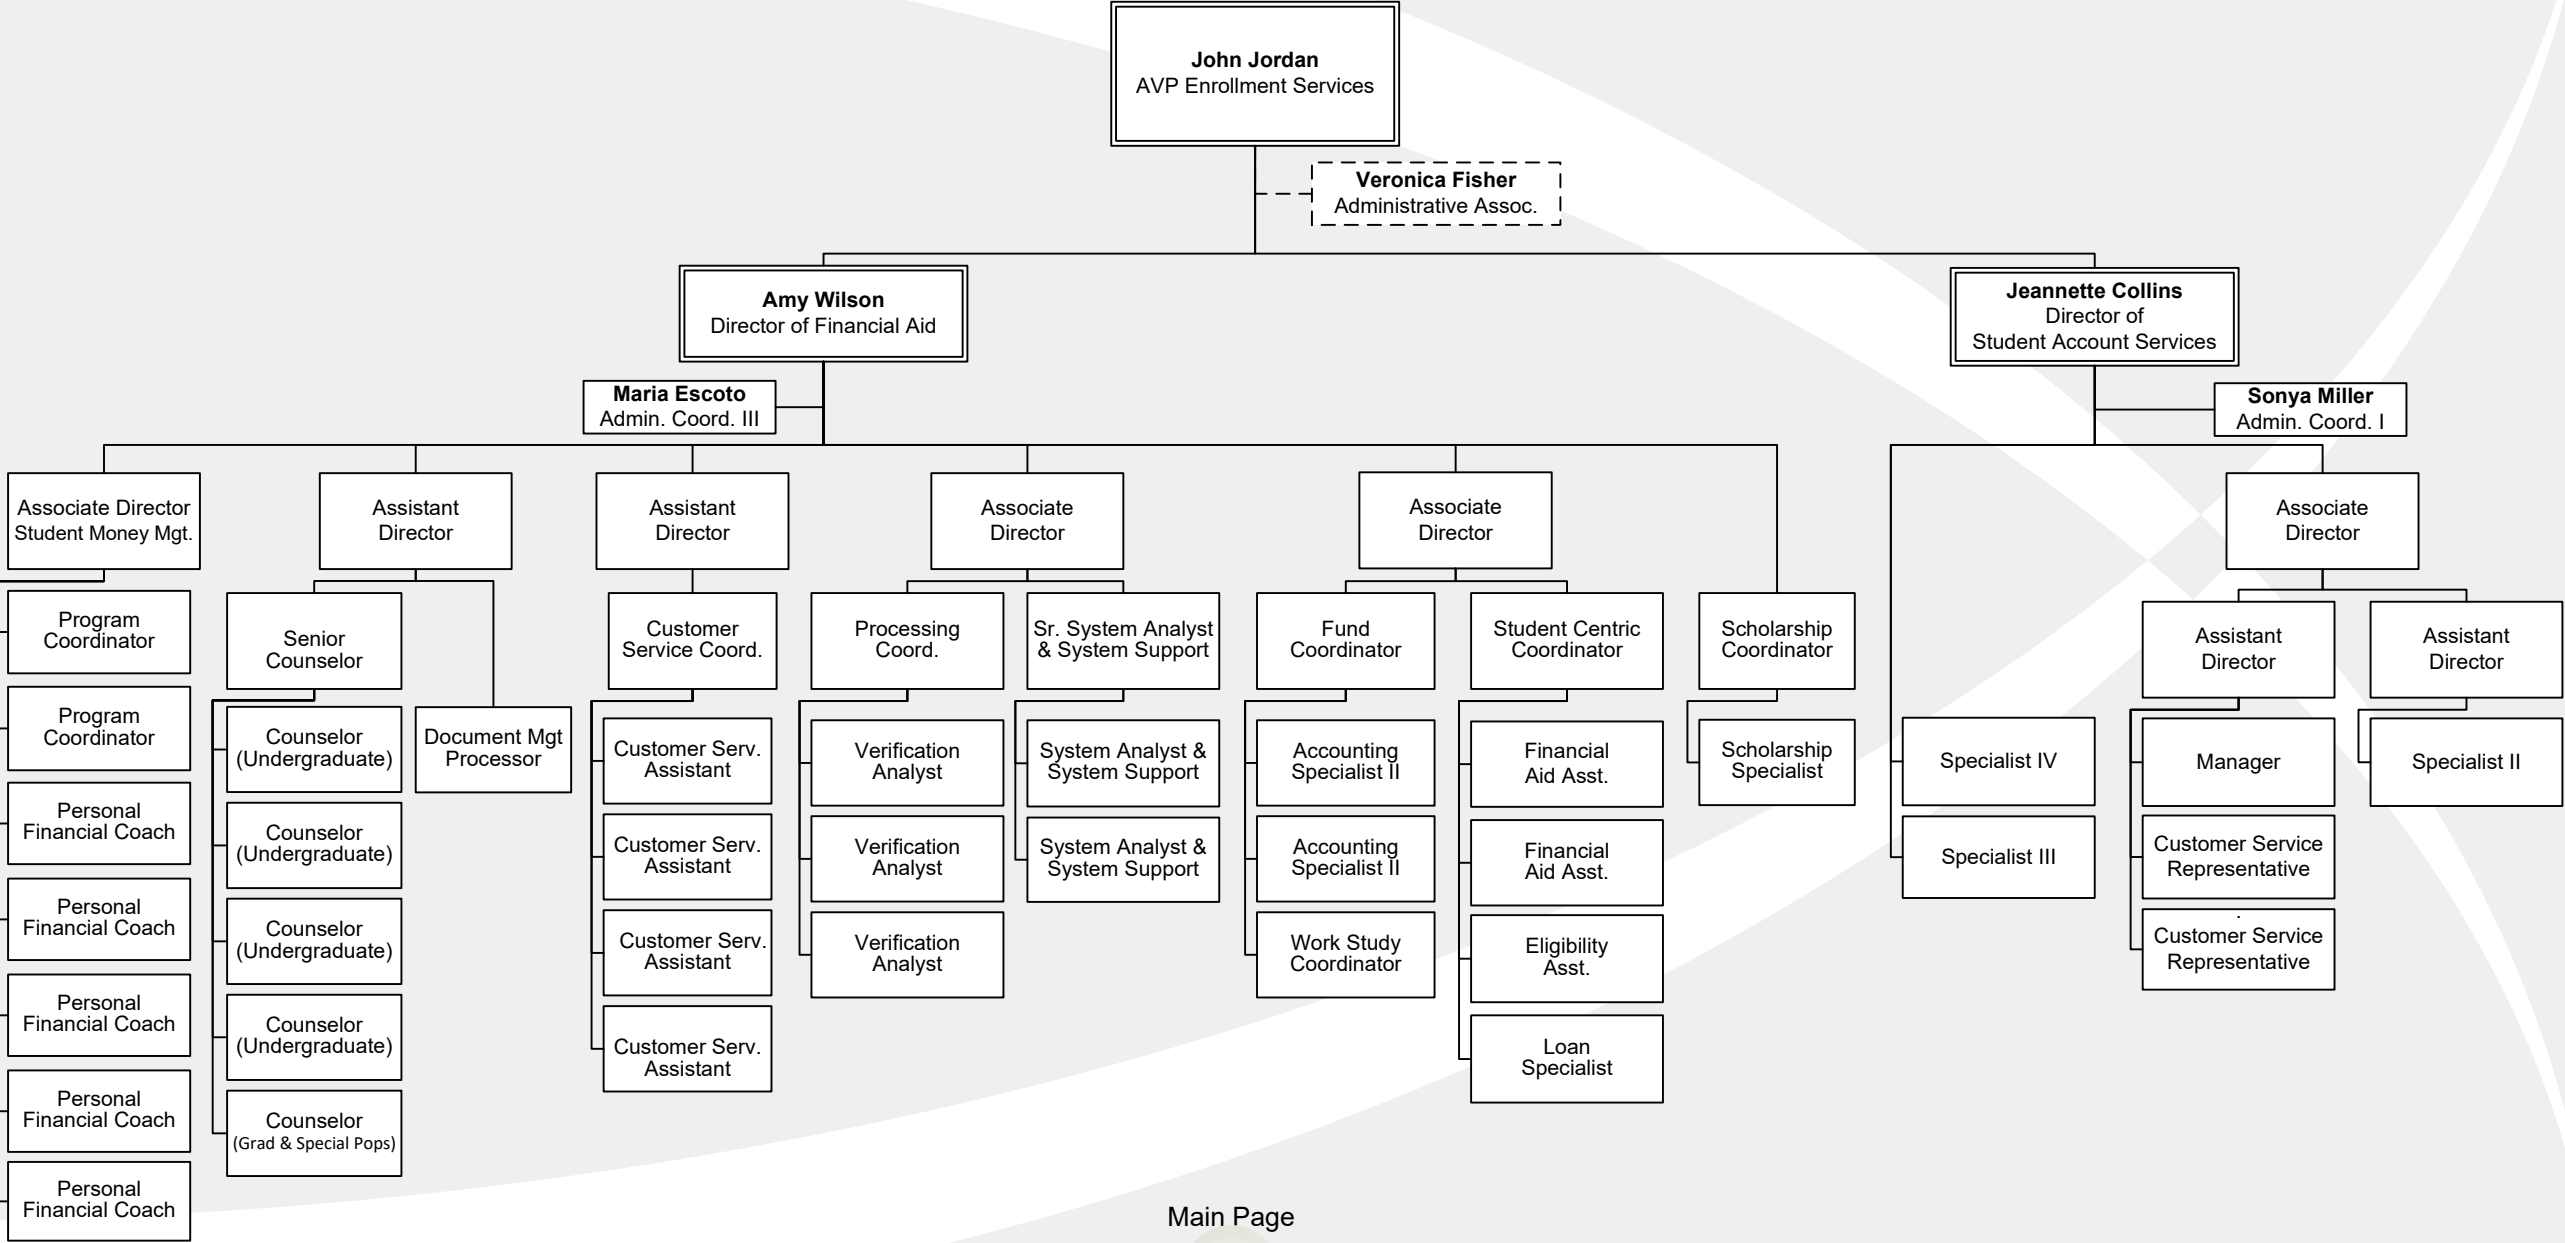 John Jordan
AVP Enrollment Services
Veronica Fisher
Administrative Assoc.
Amy Wilson
Director of Financial Aid
Jeannette Collins
Director of
Student Account Services
Maria Escoto
Admin. Coord. III
Sonya Miller
Admin. Coord. I
Associate Director
Student Money Mgt.
Assistant
Director
Assistant
Director
Associate
Director
Associate
Director
Associate
Director
Program
Coordinator
Program
Coordinator
Personal
Financial Coach
Personal
Financial Coach
Personal
Financial Coach
Personal
Financial Coach
Personal
Financial Coach
Senior
Counselor
Counselor
(Undergraduate)
Counselor
(Undergraduate)
Counselor
(Undergraduate)
Counselor
(Undergraduate)
Counselor
(Grad & Special Pops)
Document Mgt
Processor
Customer
Service Coord.
Customer Serv.
Assistant
Customer Serv.
Assistant
Customer Serv.
Assistant
Customer Serv.
Assistant
Processing
Coord.
Verification
Analyst
Verification
Analyst
Verification
Analyst
Sr. System Analyst
& System Support
System Analyst &
System Support
System Analyst &
System Support
Fund
Coordinator
Accounting
Specialist II
Accounting
Specialist II
Work Study
Coordinator
Student Centric
Coordinator
Financial
Aid Asst.
Financial
Aid Asst.
Eligibility
Asst.
Loan
Specialist
Scholarship
Coordinator
Scholarship
Specialist
Specialist IV
Specialist III
Assistant
Director
Manager
Customer Service
Representative
.
Customer Service
Representative
Assistant
Director
Specialist II
Main Page